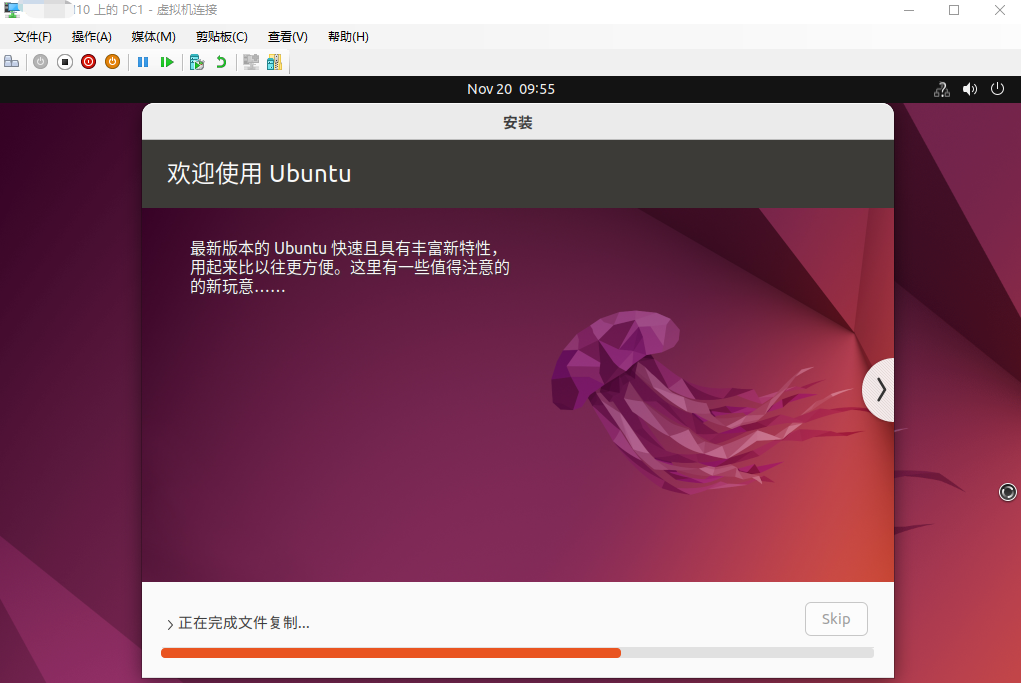 10 上的 PC1 - 虚拟机连接
文件(F) 操作(A) 媒体(M) 剪贴板(C) 查看(V) 帮助(H)
Nov 20 09:55
安装
欢迎使用 Ubuntu
最新版本的 Ubuntu 快速且具有丰富新特性，
用起来比以往更方便。这里有一些值得注意的
的新玩意……
正在完成文件复制...
Skip